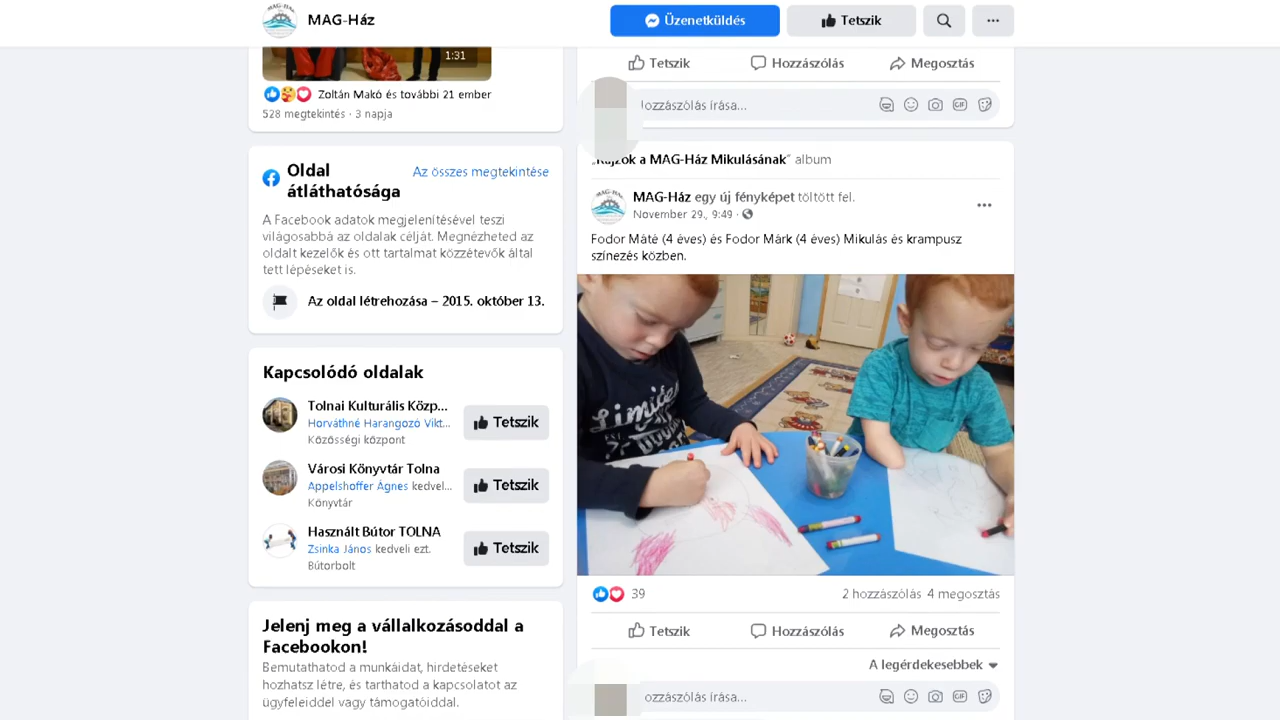 MAG-Ház
Üzenetküldés
Tetszik
1:31
Zoltán Makó és további 21 ember
528 megtekintés · 3 napja
Oldal átláthatósága
Az összes megtekintése
A Facebook adatok megjelenítésével teszi
világosabbá az oldalak célját. Megnézheted az
oldalt kezelők és ott tartalmat közzétevők által
tett lépéseket is.
Az oldal létrehozása – 2015. október 13.
Kapcsolódó oldalak
Tolnai Kulturális Közp...
Horváthné Harangozó Vikt...
Közösségi központ
Tetszik
Városi Könyvtár Tolna
Appelshoffer Ágnes kedvel...
Könyvtár
Tetszik
Használt Bútor TOLNA
Zsinka János kedveli ezt.
Bútorbolt
Tetszik
Jelenj meg a vállalkozásoddal a
Facebookon!
Bemutathatod a munkáidat, hirdetéseket
hozhatsz létre, és tarthatod a kapcsolatot az
ügyfeleiddel vagy támogatóiddal.
Tetszik Hozzászólás Megosztás
ozzászólás írása...
GIF
„Rajzok a MAG-Ház Mikulásának” album
MAG-Ház egy új fényképet töltött fel.
November 29., 9:49 ·
Fodor Máté (4 éves) és Fodor Márk (4 éves) Mikulás és krampusz
színezés közben.
39
2 hozzászólás 4 megosztás
Tetszik Hozzászólás Megosztás
A legérdekesebbek
ozzászólás írása...
GIF